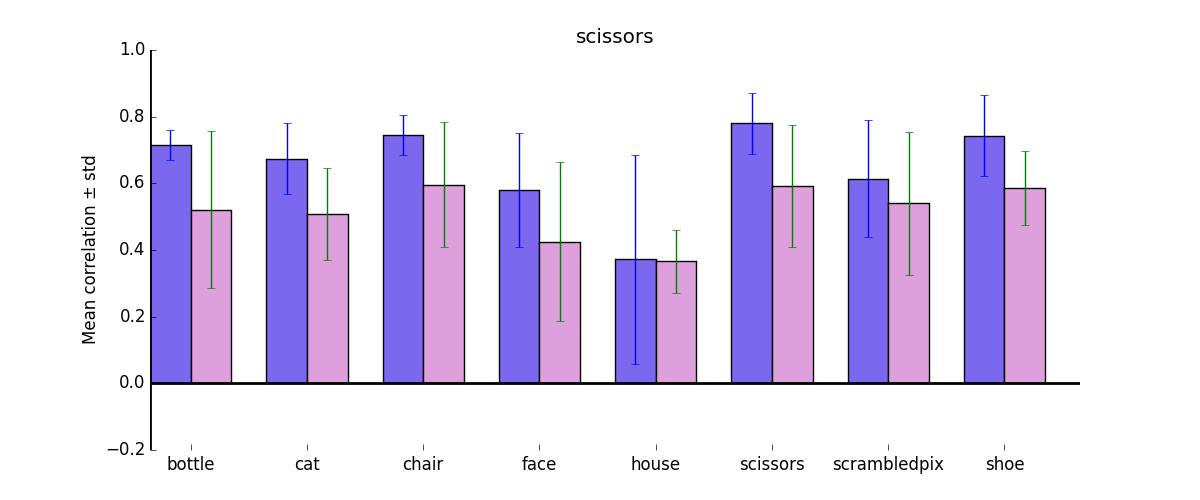 scissors
Mean correlation ± std
1.0
0.8
0.6
0.4
0.2
0.0
−0.2
bottle cat chair face house scissors scrambledpix shoe